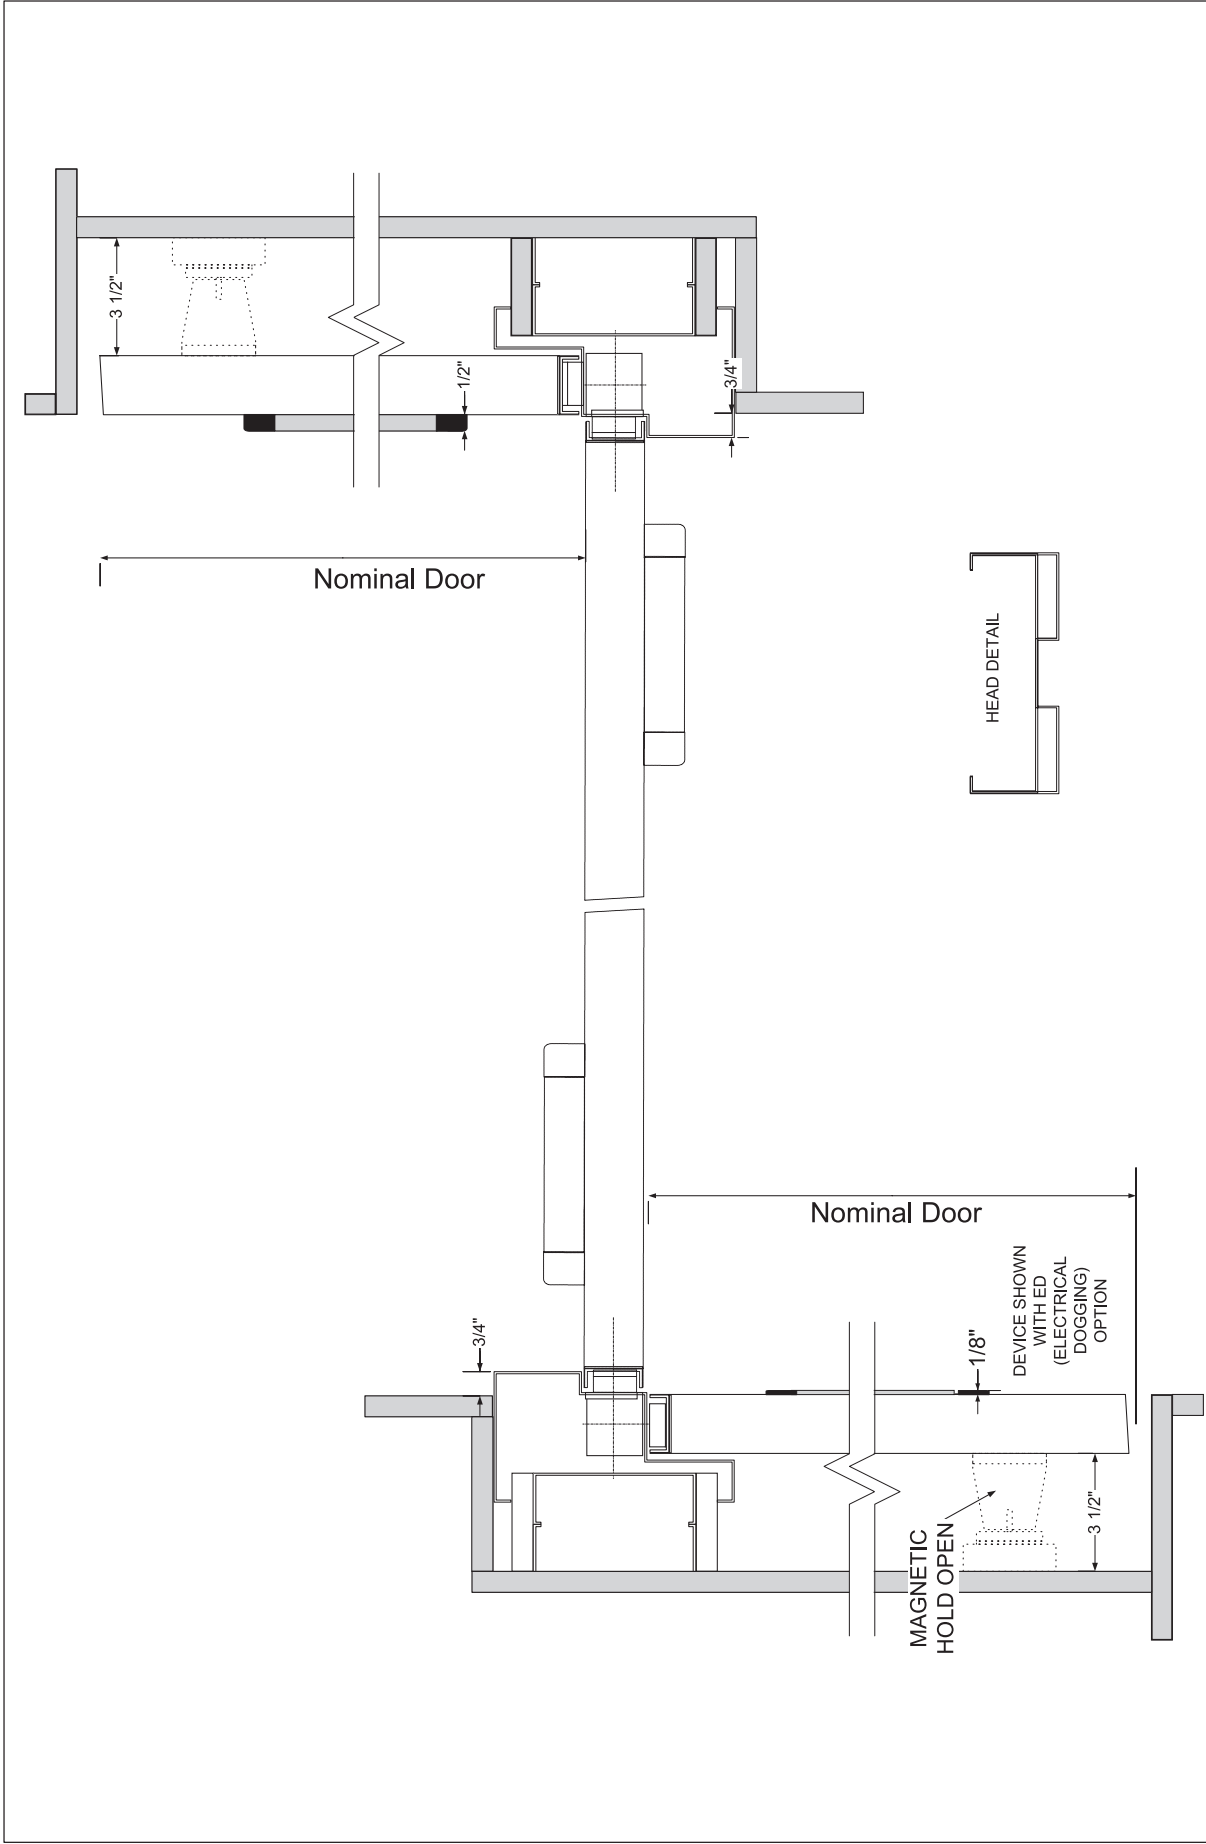 3 1/2"
1/2"
3/4"
Nominal Door
HEAD DETAIL
3/4"
Nominal Door
DEVICE SHOWN
WITH ED
(ELECTRICAL
DOGGING)
OPTION
1/8"
MAGNETIC
HOLD OPEN
3 1/2"